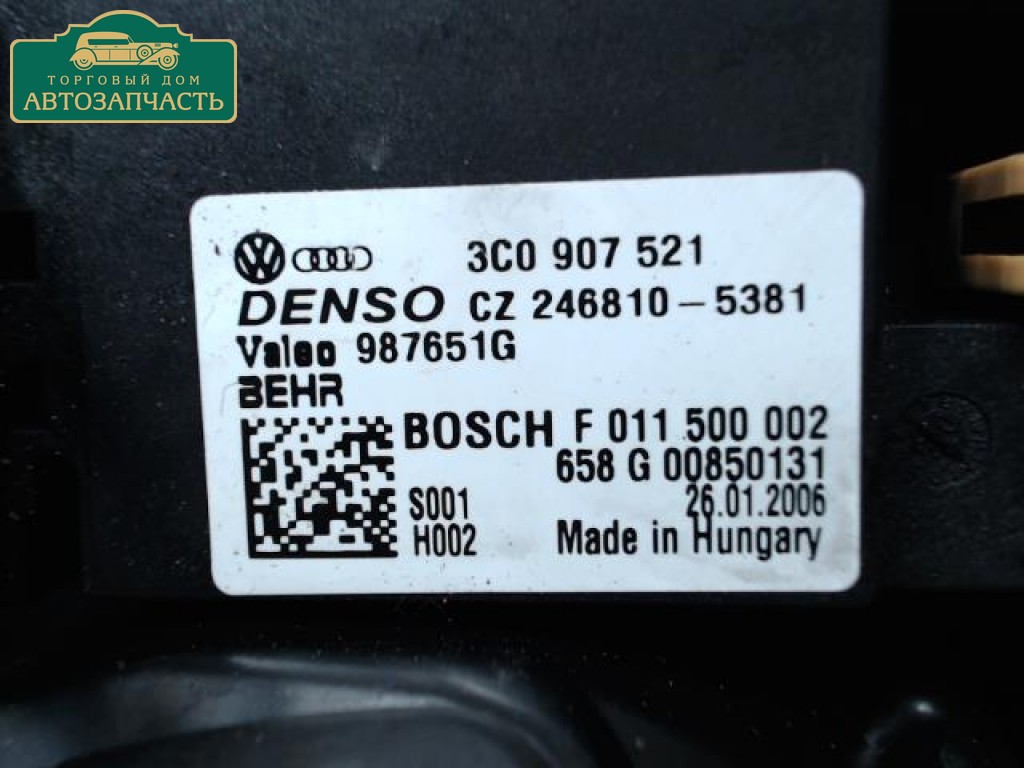 ТОРГОВЫЙ ДОМ
АВТОЗАПЧАСТЬ
3C0 907 521
DENSO CZ 246810-5381
Valeo 987651G
BEHR
BOSCH F 011 500 002
658 G 00850131
S001 26.01.2006
H002 Made in Hungary